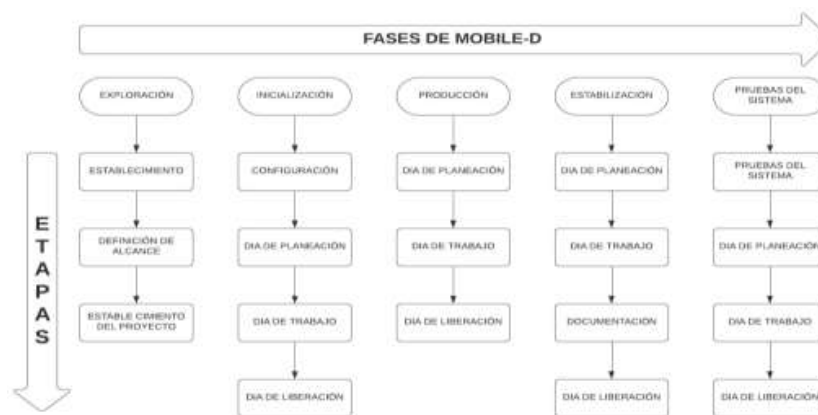 FASES DE MOBILE-D
EXPLORACIÓN
INICIALIZACIÓN
PRODUCCIÓN
ESTABILIZACIÓN
PRUEBAS DEL
SISTEMA
ETAPAS
ESTABLECIMIENTO
CONFIGURACIÓN
DIA DE PLANEACIÓN
DIA DE PLANEACIÓN
PRUEBAS DEL
SISTEMA
DEFINICIÓN DE
ALCANCE
DIA DE PLANEACIÓN
DIA DE TRABAJO
DIA DE TRABAJO
DIA DE PLANEACIÓN
ESTABLE CIMIENTO
DEL PROYECTO
DIA DE TRABAJO
DIA DE LIBERACIÓN
DOCUMENTACIÓN
DIA DE TRABAJO
DIA DE LIBERACIÓN
DIA DE LIBERACIÓN
DIA DE LIBERACIÓN